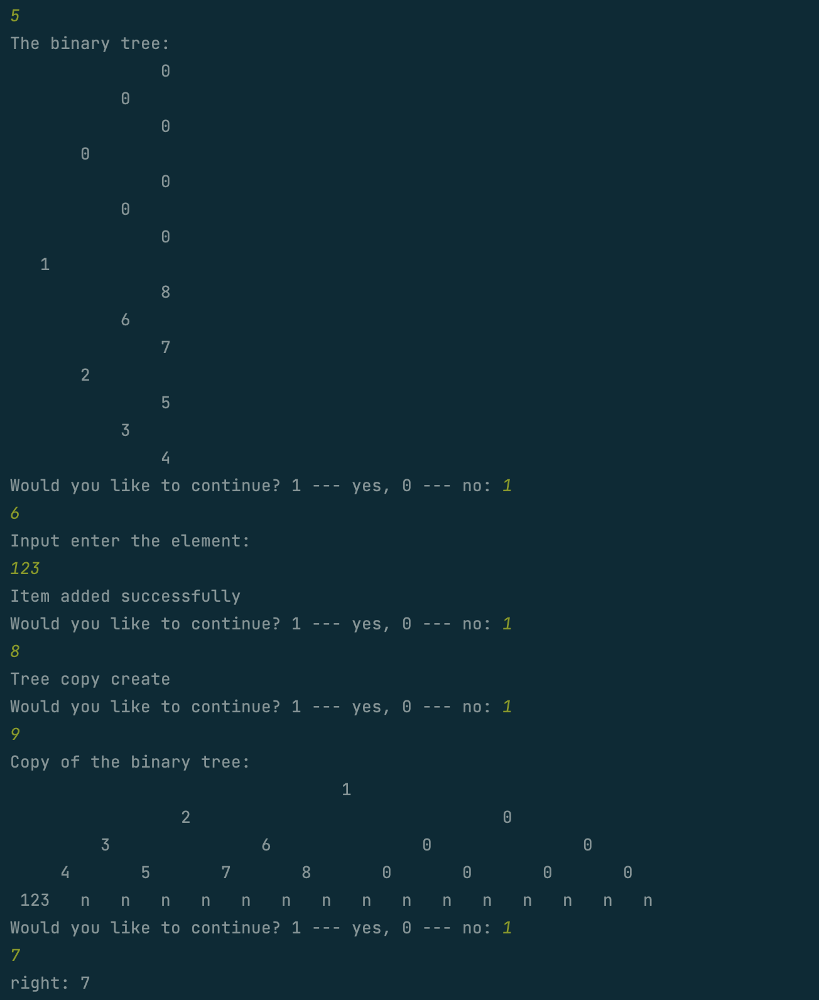 5
The binary tree:
               0
           0
               0
       0
               0
           0
               0
   1
               8
           6
               7
       2
               5
           3
               4
Would you like to continue? 1 --- yes, 0 --- no: 1
6
Input enter the element:
123
Item added successfully
Would you like to continue? 1 --- yes, 0 --- no: 1
8
Tree copy create
Would you like to continue? 1 --- yes, 0 --- no: 1
9
Copy of the binary tree:
                                 1
                 2                               0
         3               6               0               0
     4       5       7       8       0       0       0       0
 123   n   n   n   n   n   n   n   n   n   n   n   n   n   n   n
Would you like to continue? 1 --- yes, 0 --- no: 1
7
right: 7